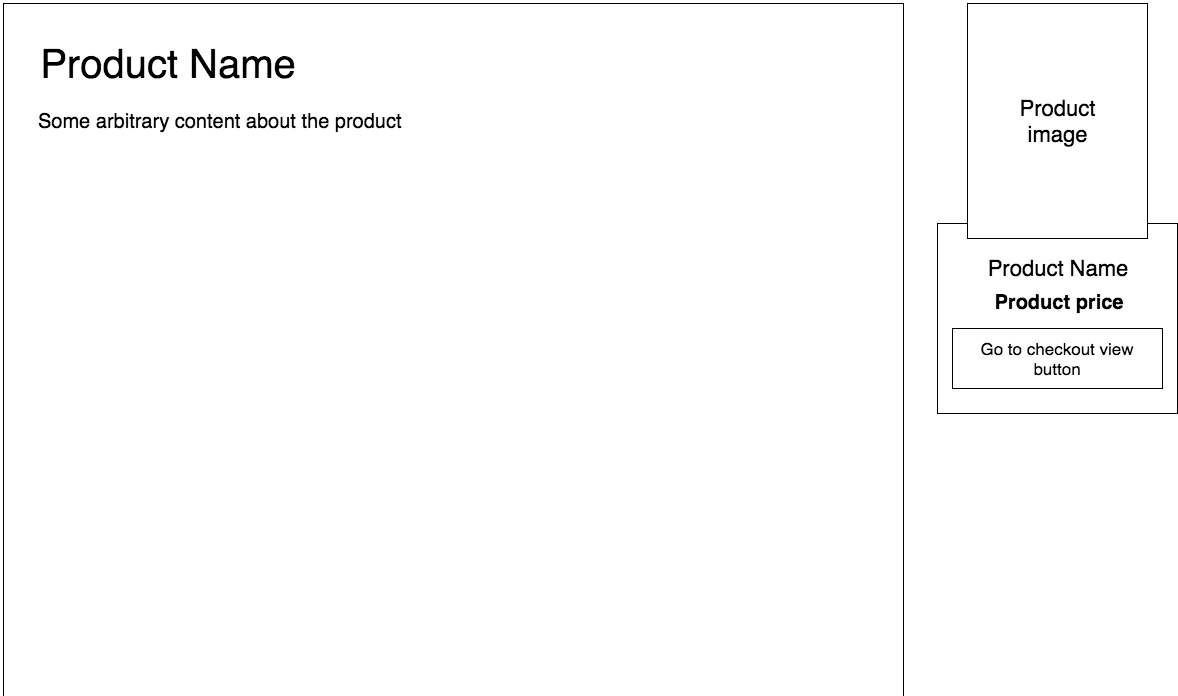 Product Name
Some arbitrary content about the product
Product
image
Product Name
Product price
Go to checkout view
button